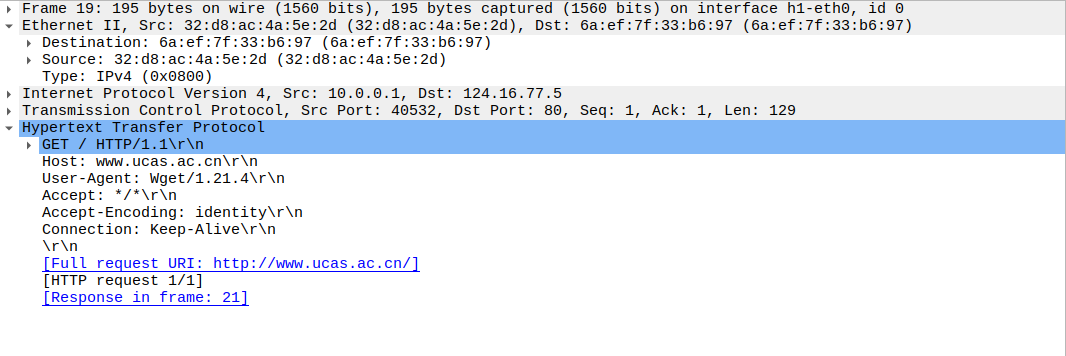 Frame 19: 195 bytes on wire (1560 bits), 195 bytes captured (1560 bits) on interface h1-eth0, id 0
Ethernet II, Src: 32:d8:ac:4a:5e:2d (32:d8:ac:4a:5e:2d), Dst: 6a:ef:7f:33:b6:97 (6a:ef:7f:33:b6:97)
Destination: 6a:ef:7f:33:b6:97 (6a:ef:7f:33:b6:97)
Source: 32:d8:ac:4a:5e:2d (32:d8:ac:4a:5e:2d)
Type: IPv4 (0x0800)
Internet Protocol Version 4, Src: 10.0.0.1, Dst: 124.16.77.5
Transmission Control Protocol, Src Port: 40532, Dst Port: 80, Seq: 1, Ack: 1, Len: 129
Hypertext Transfer Protocol
GET / HTTP/1.1\r\n
Host: www.ucas.ac.cn\r\n
User-Agent: Wget/1.21.4\r\n
Accept: */*\r\n
Accept-Encoding: identity\r\n
Connection: Keep-Alive\r\n
\r\n
[Full request URI: http://www.ucas.ac.cn/]
[HTTP request 1/1]
[Response in frame: 21]